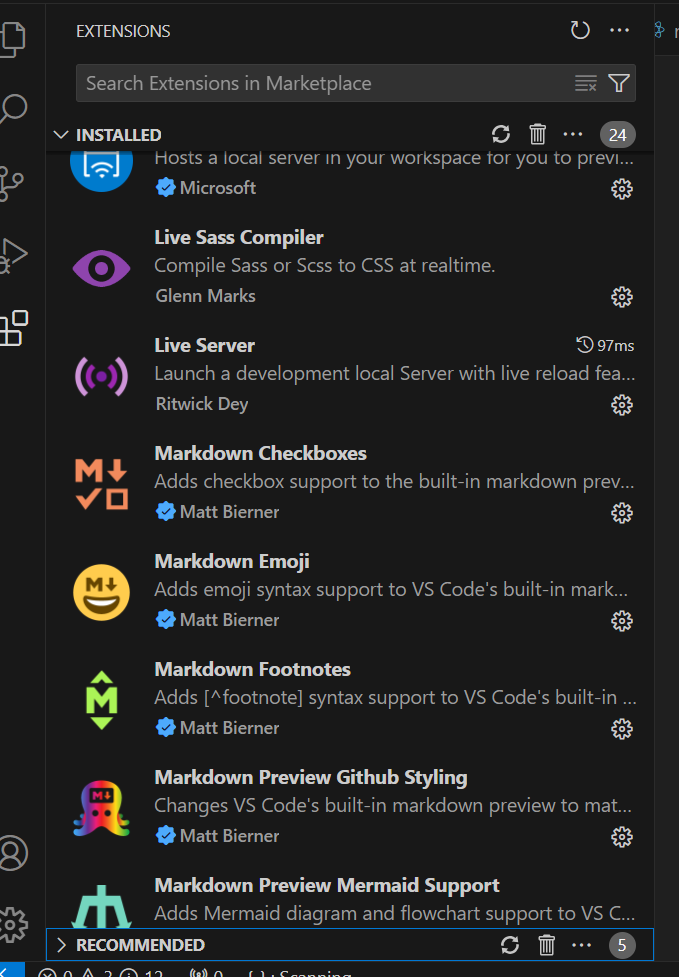 EXTENSIONS
Search Extensions in Marketplace
INSTALLED
24
Hosts a local server in your workspace for you to previ...
Microsoft
Live Sass Compiler
Compile Sass or Scss to CSS at realtime.
Glenn Marks
Live Server
97ms
Launch a development local Server with live reload fea...
Ritwick Dey
M
Markdown Checkboxes
Adds checkbox support to the built-in markdown prev...
Matt Bierner
M
Markdown Emoji
Adds emoji syntax support to VS Code's built-in mark...
Matt Bierner
M
Markdown Footnotes
Adds [^footnote] syntax support to VS Code's built-in ...
Matt Bierner
M
Markdown Preview Github Styling
Changes VS Code's built-in markdown preview to mat...
Matt Bierner
Markdown Preview Mermaid Support
Adds Mermaid diagram and flowchart support to VS C...
RECOMMENDED
5
0
12
0
Scanning